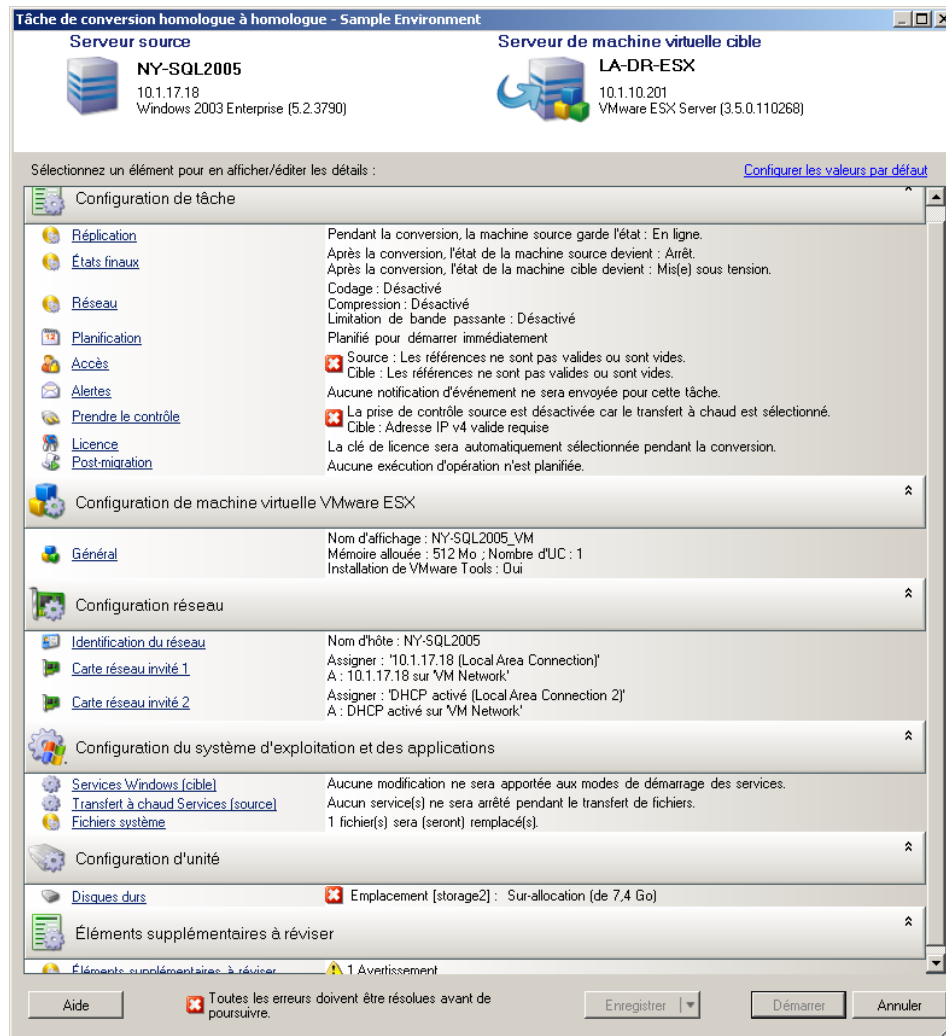 Tâche de conversion homologue à homologue - Sample Environment
Serveur source
NY-SQL2005
10.1.17.18
Windows 2003 Enterprise (5.2.3790)
Serveur de machine virtuelle cible
LA-DR-ESX
10.1.10.201
VMware ESX Server (3.5.0.110268)
Sélectionnez un élément pour en afficher/éditer les détails :
Configurer les valeurs par défaut
Configuration de tâche
Réplication
Pendant la conversion, la machine source garde l'état : En ligne.
États finaux
Après la conversion, l'état de la machine source devient : Arrêt.
Après la conversion, l'état de la machine cible devient : Mis(e) sous tension.
Réseau
Codage : Désactivé
Compression : Désactivé
Limitation de bande passante : Désactivé
Planification
Planifié pour démarrer immédiatement
Accès
Source : Les références ne sont pas valides ou sont vides.
Cible : Les références ne sont pas valides ou sont vides.
Alertes
Aucune notification d'événement ne sera envoyée pour cette tâche.
Prendre le contrôle
La prise de contrôle source est désactivée car le transfert à chaud est sélectionné.
Cible : Adresse IP v4 valide requise
Licence
La clé de licence sera automatiquement sélectionnée pendant la conversion.
Post-migration
Aucune exécution d'opération n'est planifiée.
Configuration de machine virtuelle VMware ESX
Général
Nom d'affichage : NY-SQL2005_VM
Mémoire allouée : 512 Mo ; Nombre d'UC : 1
Installation de VMware Tools : Oui
Configuration réseau
Identification du réseau
Nom d'hôte : NY-SQL2005
Carte réseau invité 1
Assigner : '10.1.17.18 (Local Area Connection)'
A : 10.1.17.18 sur 'VM Network'
Carte réseau invité 2
Assigner : 'DHCP activé (Local Area Connection 2)'
A : DHCP activé sur 'VM Network'
Configuration du système d'exploitation et des applications
Services Windows (cible)
Aucune modification ne sera apportée aux modes de démarrage des services.
Transfert à chaud Services (source)
Aucun service(s) ne sera arrêté pendant le transfert de fichiers.
Fichiers système
1 fichier(s) sera (seront) remplacé(s).
Configuration d'unité
Disques durs
Emplacement [storage2] : Sur-allocation (de 7,4 Go)
Éléments supplémentaires à réviser
Éléments supplémentaires à réviser
1 Avertissement
Aide
Toutes les erreurs doivent être résolues avant de
poursuivre.
Enregistrer
Démarrer
Annuler